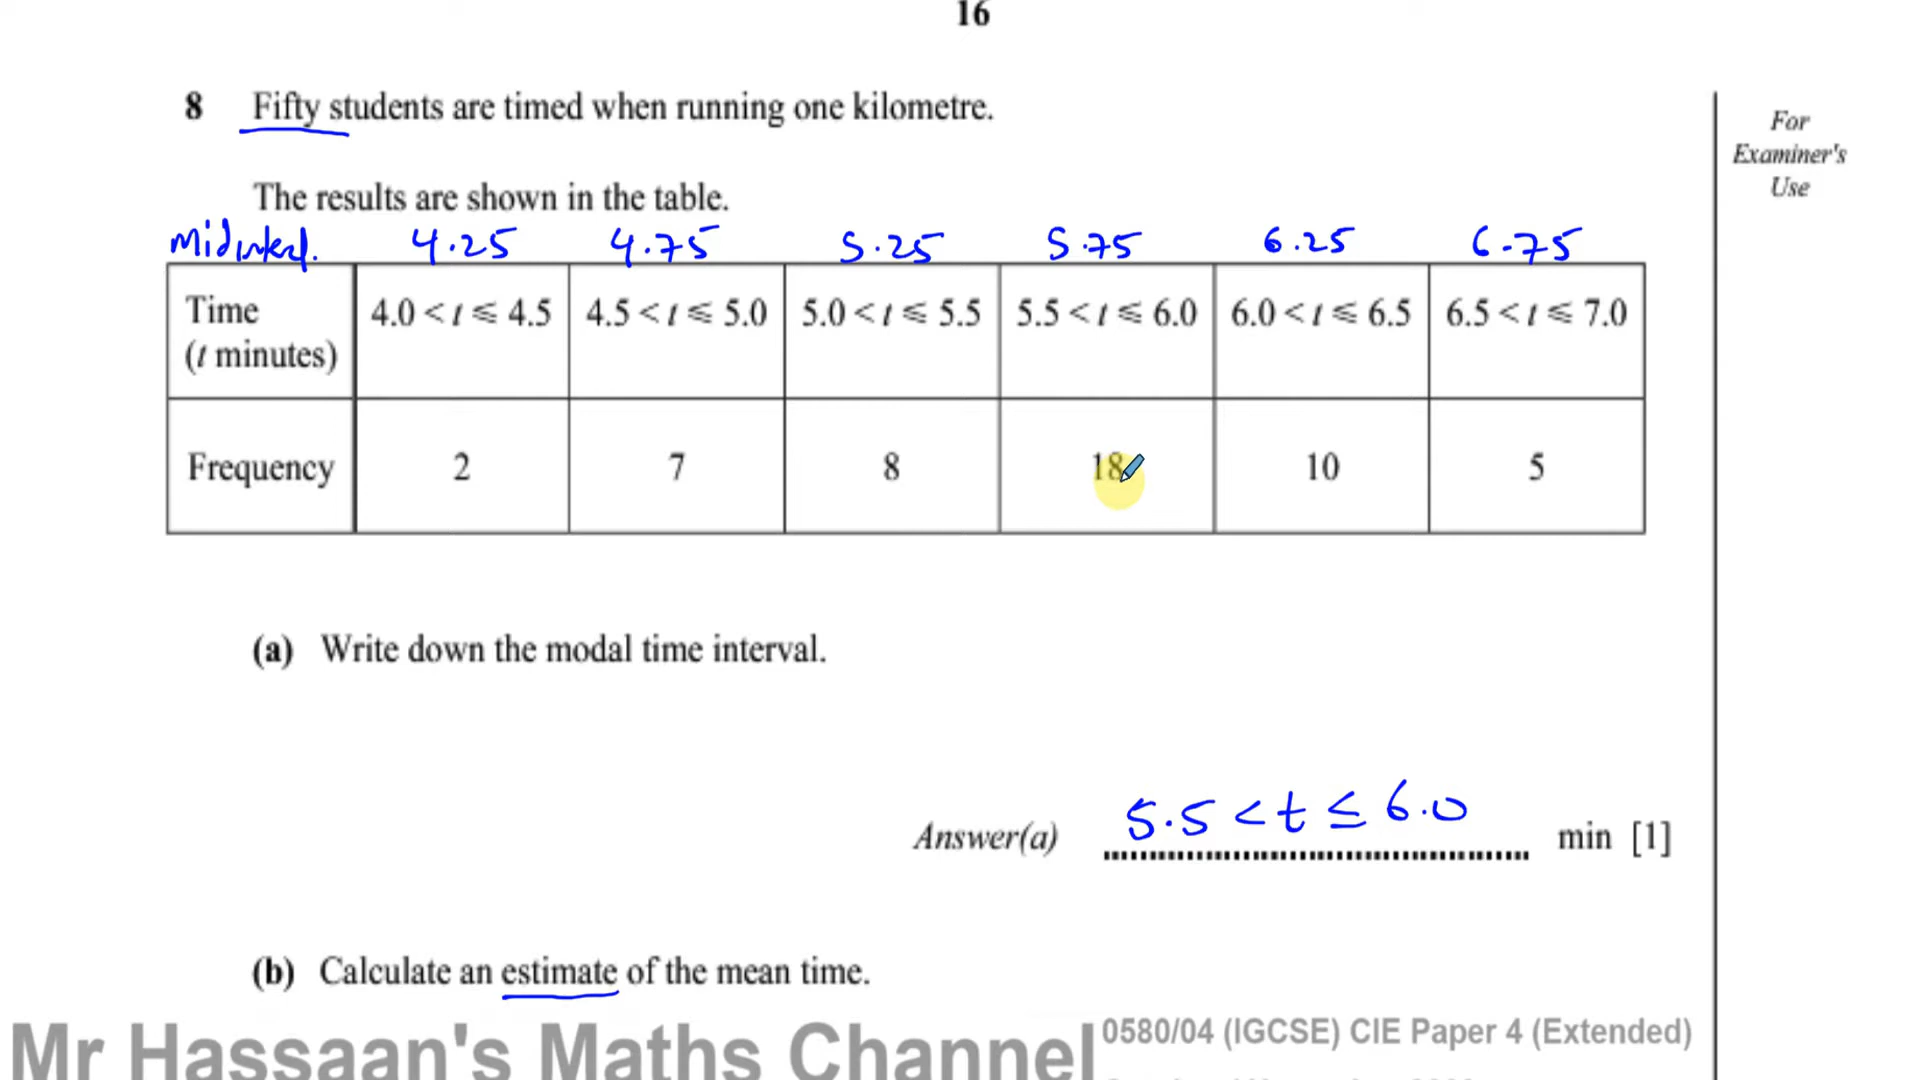 16
8 Fifty students are timed when running one kilometre.
For
Examiner's
Use
The results are shown in the table.
4.25 4.75 5.25 5.75 6.25 6.75
Time (t minutes) 4.0 < t ⩽ 4.5 4.5 < t ⩽ 5.0 5.0 < t ⩽ 5.5 5.5 < t ⩽ 6.0 6.0 < t ⩽ 6.5 6.5 < t ⩽ 7.0
Frequency 2 7 8 18 10 5
(a) Write down the modal time interval.
5.5 < t ≤ 6.0
Answer(a) min [1]
(b) Calculate an estimate of the mean time.
Mr Hassaan's Maths Channel
0580/04 (IGCSE) CIE Paper 4 (Extended)